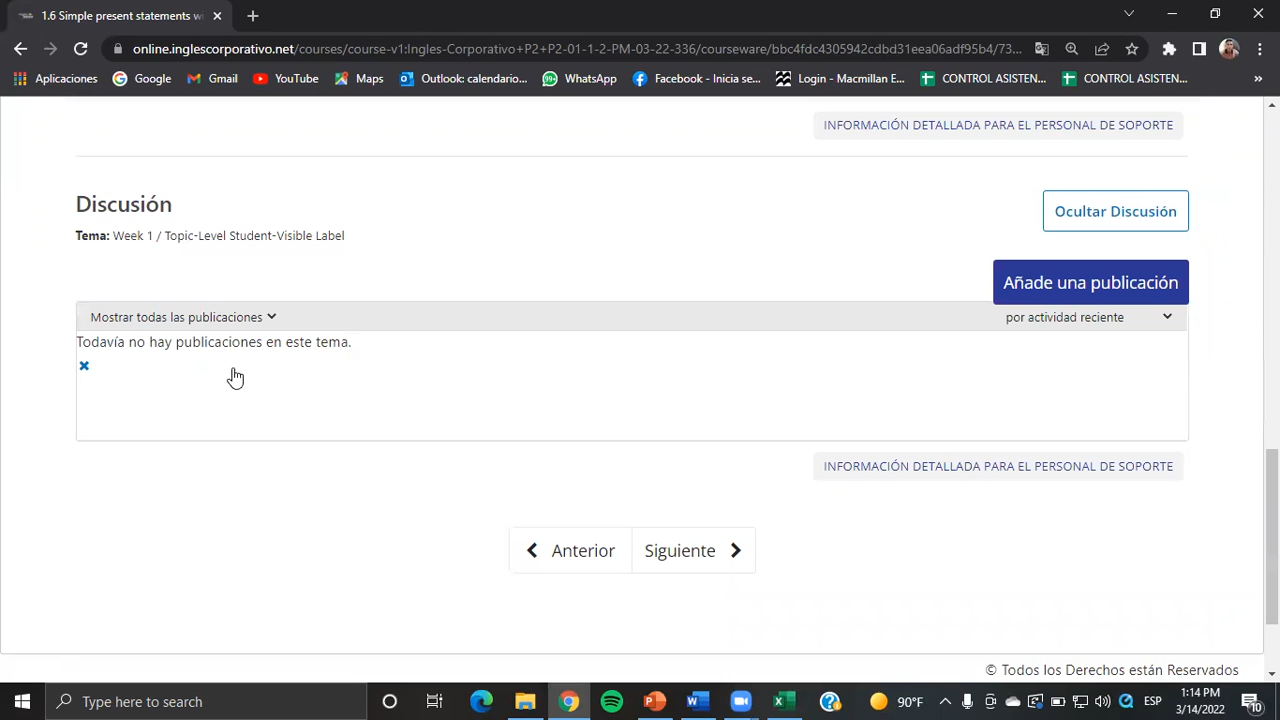 1.6 Simple present statements w
online.inglescorporativo.net/courses/course-v1:Ingles-Corporativo+P2+P2-01-1-2-PM-03-22-336/courseware/bbc4fdc4305942cdbd31eea06adf95b4/73...
Aplicaciones Google Gmail YouTube Maps Outlook: calendario... 99+ WhatsApp Facebook - Inicia se... Login - Macmillan E... CONTROL ASISTEN... CONTROL ASISTEN... »
INFORMACIÓN DETALLADA PARA EL PERSONAL DE SOPORTE
Discusión
Ocultar Discusión
Tema: Week 1 / Topic-Level Student-Visible Label
Añade una publicación
Mostrar todas las publicaciones por actividad reciente
Todavía no hay publicaciones en este tema.
INFORMACIÓN DETALLADA PARA EL PERSONAL DE SOPORTE
Anterior Siguiente
© Todos los Derechos están Reservados
Type here to search 90°F ESP 1:14 PM
3/14/2022 10